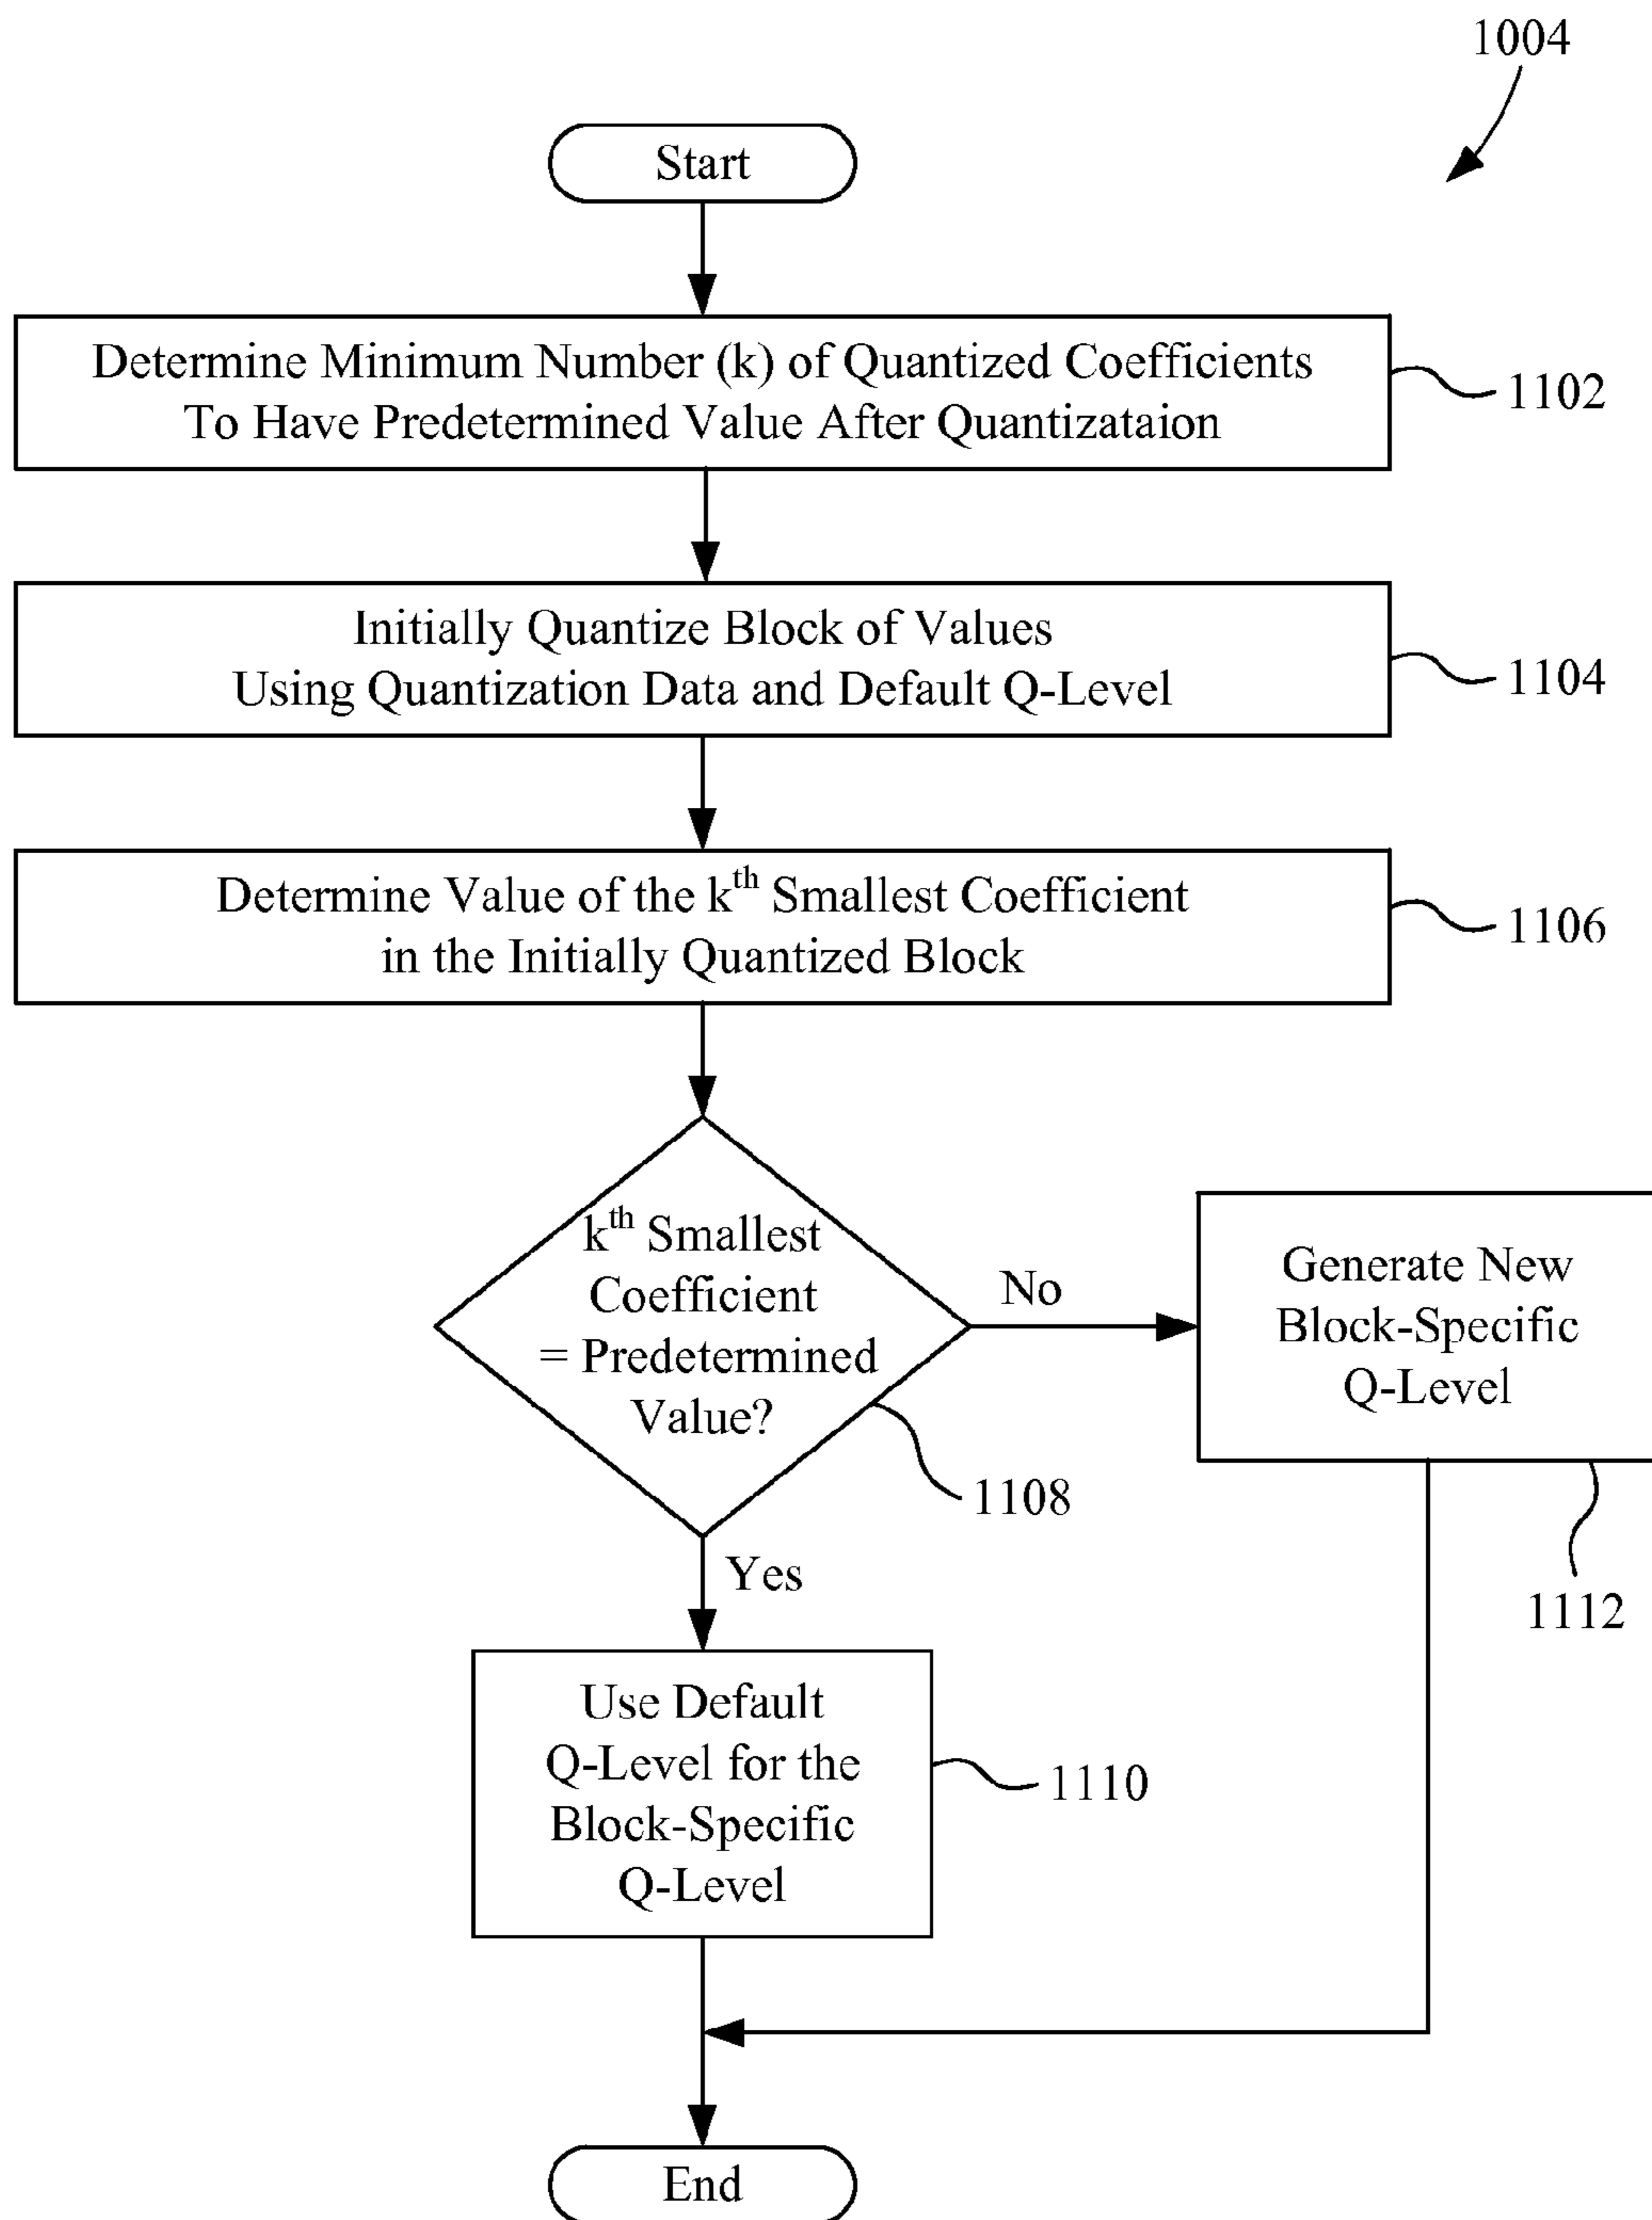 1004
Start
Determine Minimum Number (k) of Quantized Coefficients
To Have Predetermined Value After Quantizataion
1102
Initially Quantize Block of Values
Using Quantization Data and Default Q-Level
1104
Determine Value of the kth Smallest Coefficient
in the Initially Quantized Block
1106
kth Smallest
Coefficient
= Predetermined
Value?
1108
No
Generate New
Block-Specific
Q-Level
1112
Yes
Use Default
Q-Level for the
Block-Specific
Q-Level
1110
End